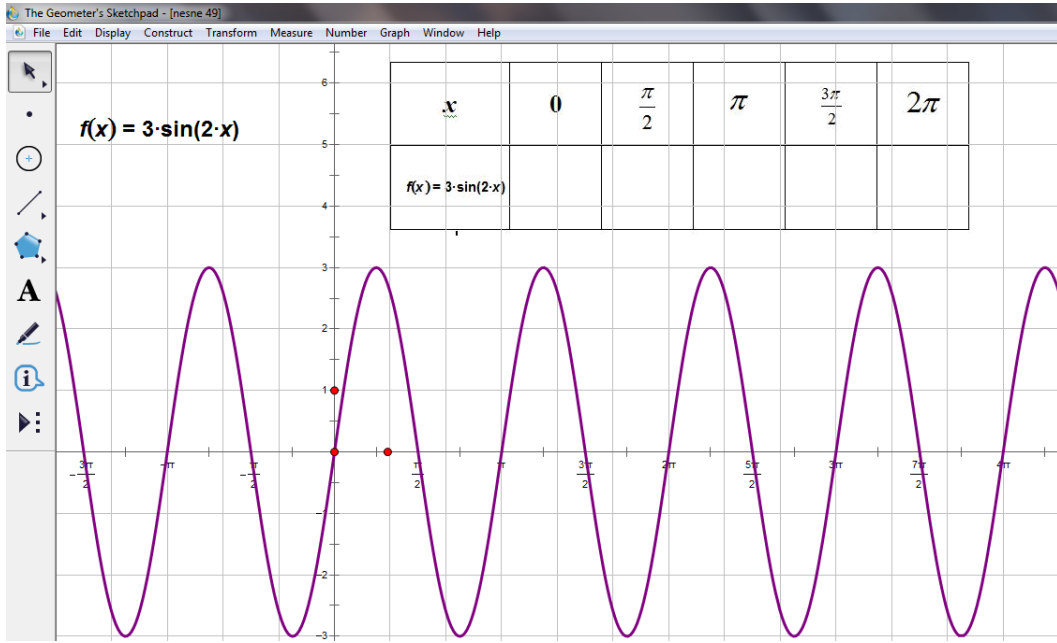 The Geometer's Sketchpad - [nesne 49]
File Edit Display Construct Transform Measure Number Graph Window Help
f(x) = 3·sin(2·x)
x 0 π/2 π 3π/2 2π
f(x) = 3·sin(2·x)
A
6
5
4
3
2
1
-1
-2
-3
-3π/2 -π -π/2 π/2 π 3π/2 2π 5π/2 3π 7π/2 4π